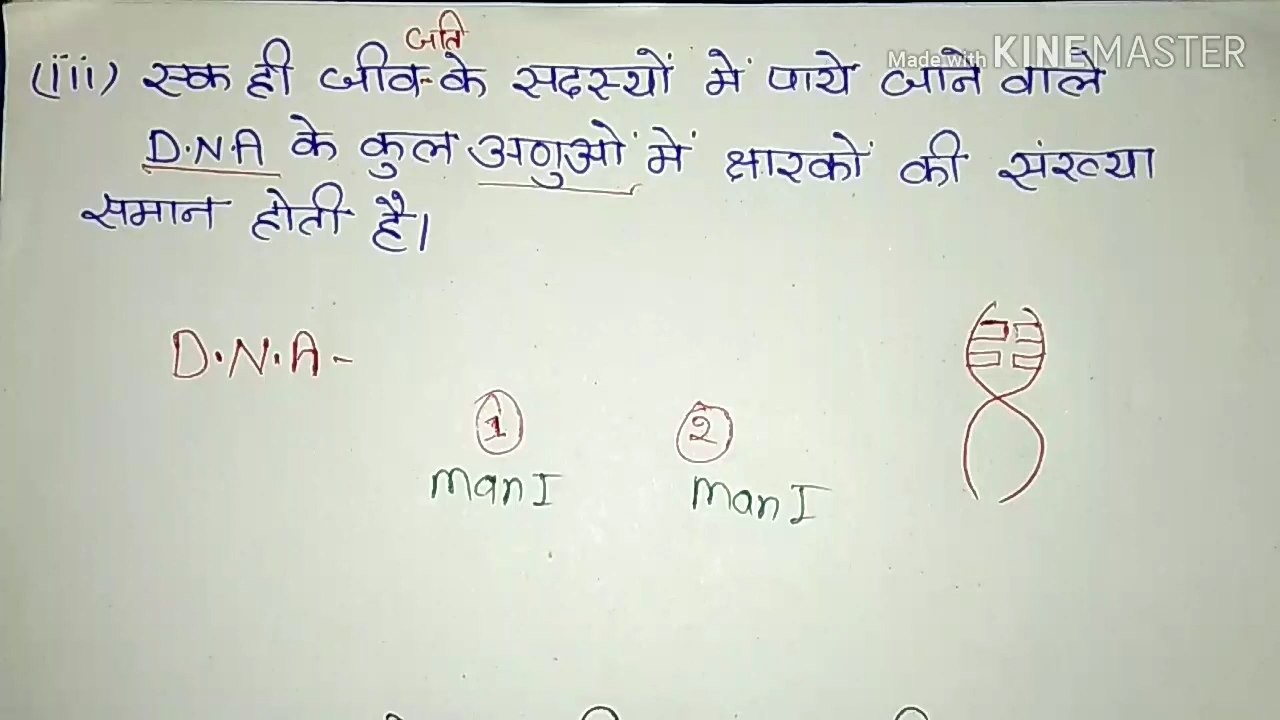 जाति
(iii) एक ही जीव के सदस्यों में पाये जाने वाले
D.N.A के कुल अणुओं में क्षारकों की संख्या
समान होती है।
D.N.A -
1 2
Man I Man I
Made with KINEMASTER